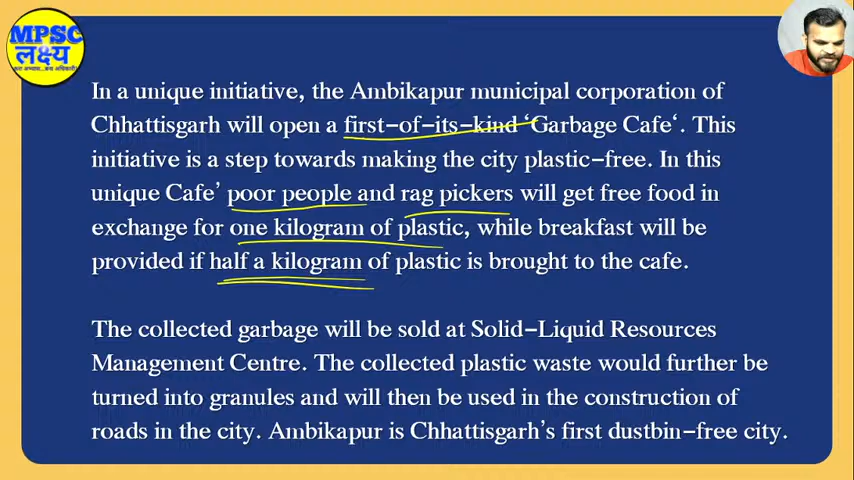 MPSC
लक्ष्य
In a unique initiative, the Ambikapur municipal corporation of
Chhattisgarh will open a first-of-its-kind ‘Garbage Cafe‘. This
initiative is a step towards making the city plastic-free. In this
unique Cafe’ poor people and rag pickers will get free food in
exchange for one kilogram of plastic, while breakfast will be
provided if half a kilogram of plastic is brought to the cafe.
The collected garbage will be sold at Solid-Liquid Resources
Management Centre. The collected plastic waste would further be
turned into granules and will then be used in the construction of
roads in the city. Ambikapur is Chhattisgarh’s first dustbin-free city.